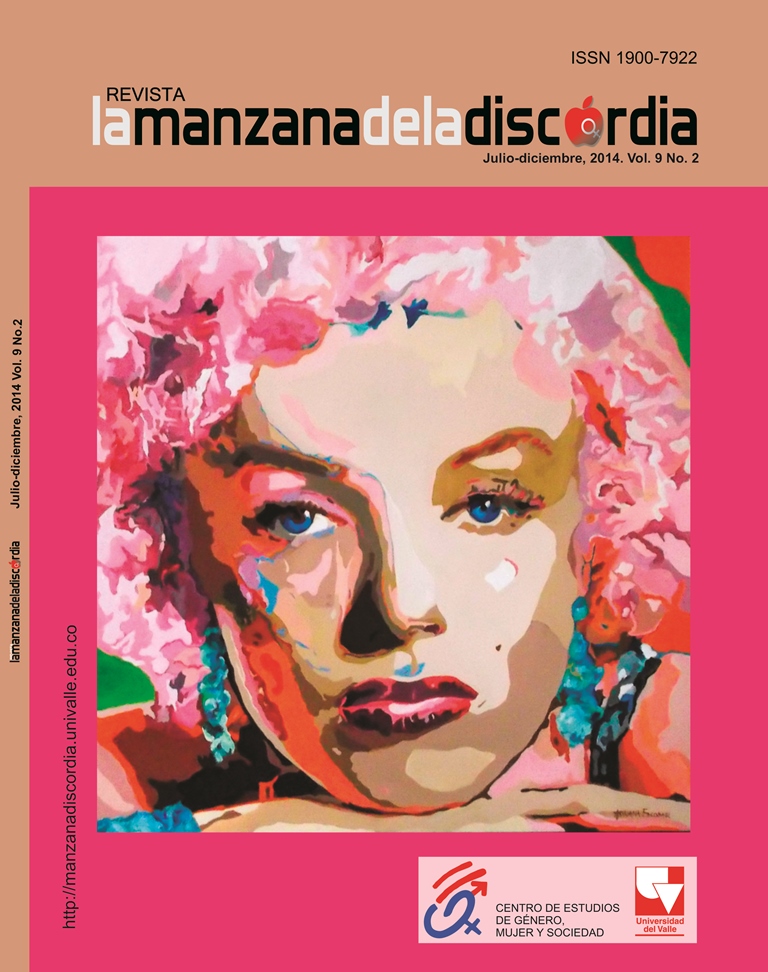 ISSN 1900-7922
REVISTA
lamanzanadeladiscordia
Julio-diciembre, 2014. Vol. 9 No. 2
Julio-diciembre, 2014 Vol. 9 No.2
lamanzanadeladiscordia
http://manzanadiscordia.univalle.edu.co
CENTRO DE ESTUDIOS
DE GÉNERO,
MUJER Y SOCIEDAD
Universidad
del Valle